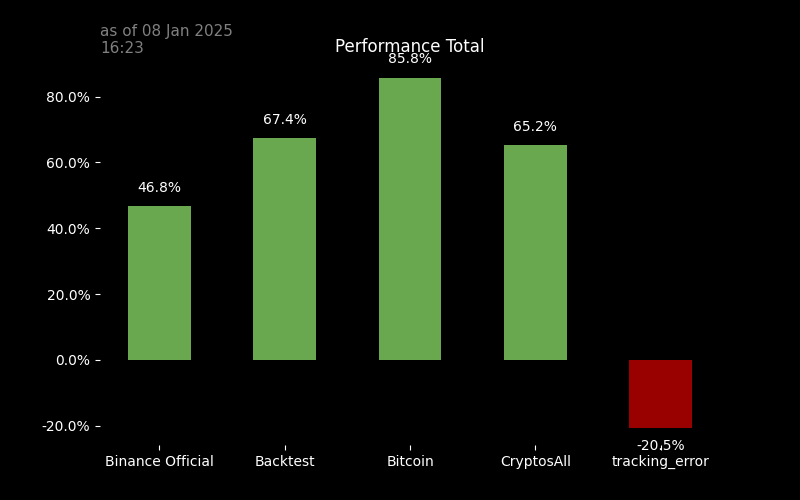 as of 08 Jan 2025
16:23
Performance Total
85.8%
80.0%
67.4%
65.2%
60.0%
46.8%
40.0%
20.0%
0.0%
-20.0%
-20.5%
Binance Official
Backtest
Bitcoin
CryptosAll
tracking_error